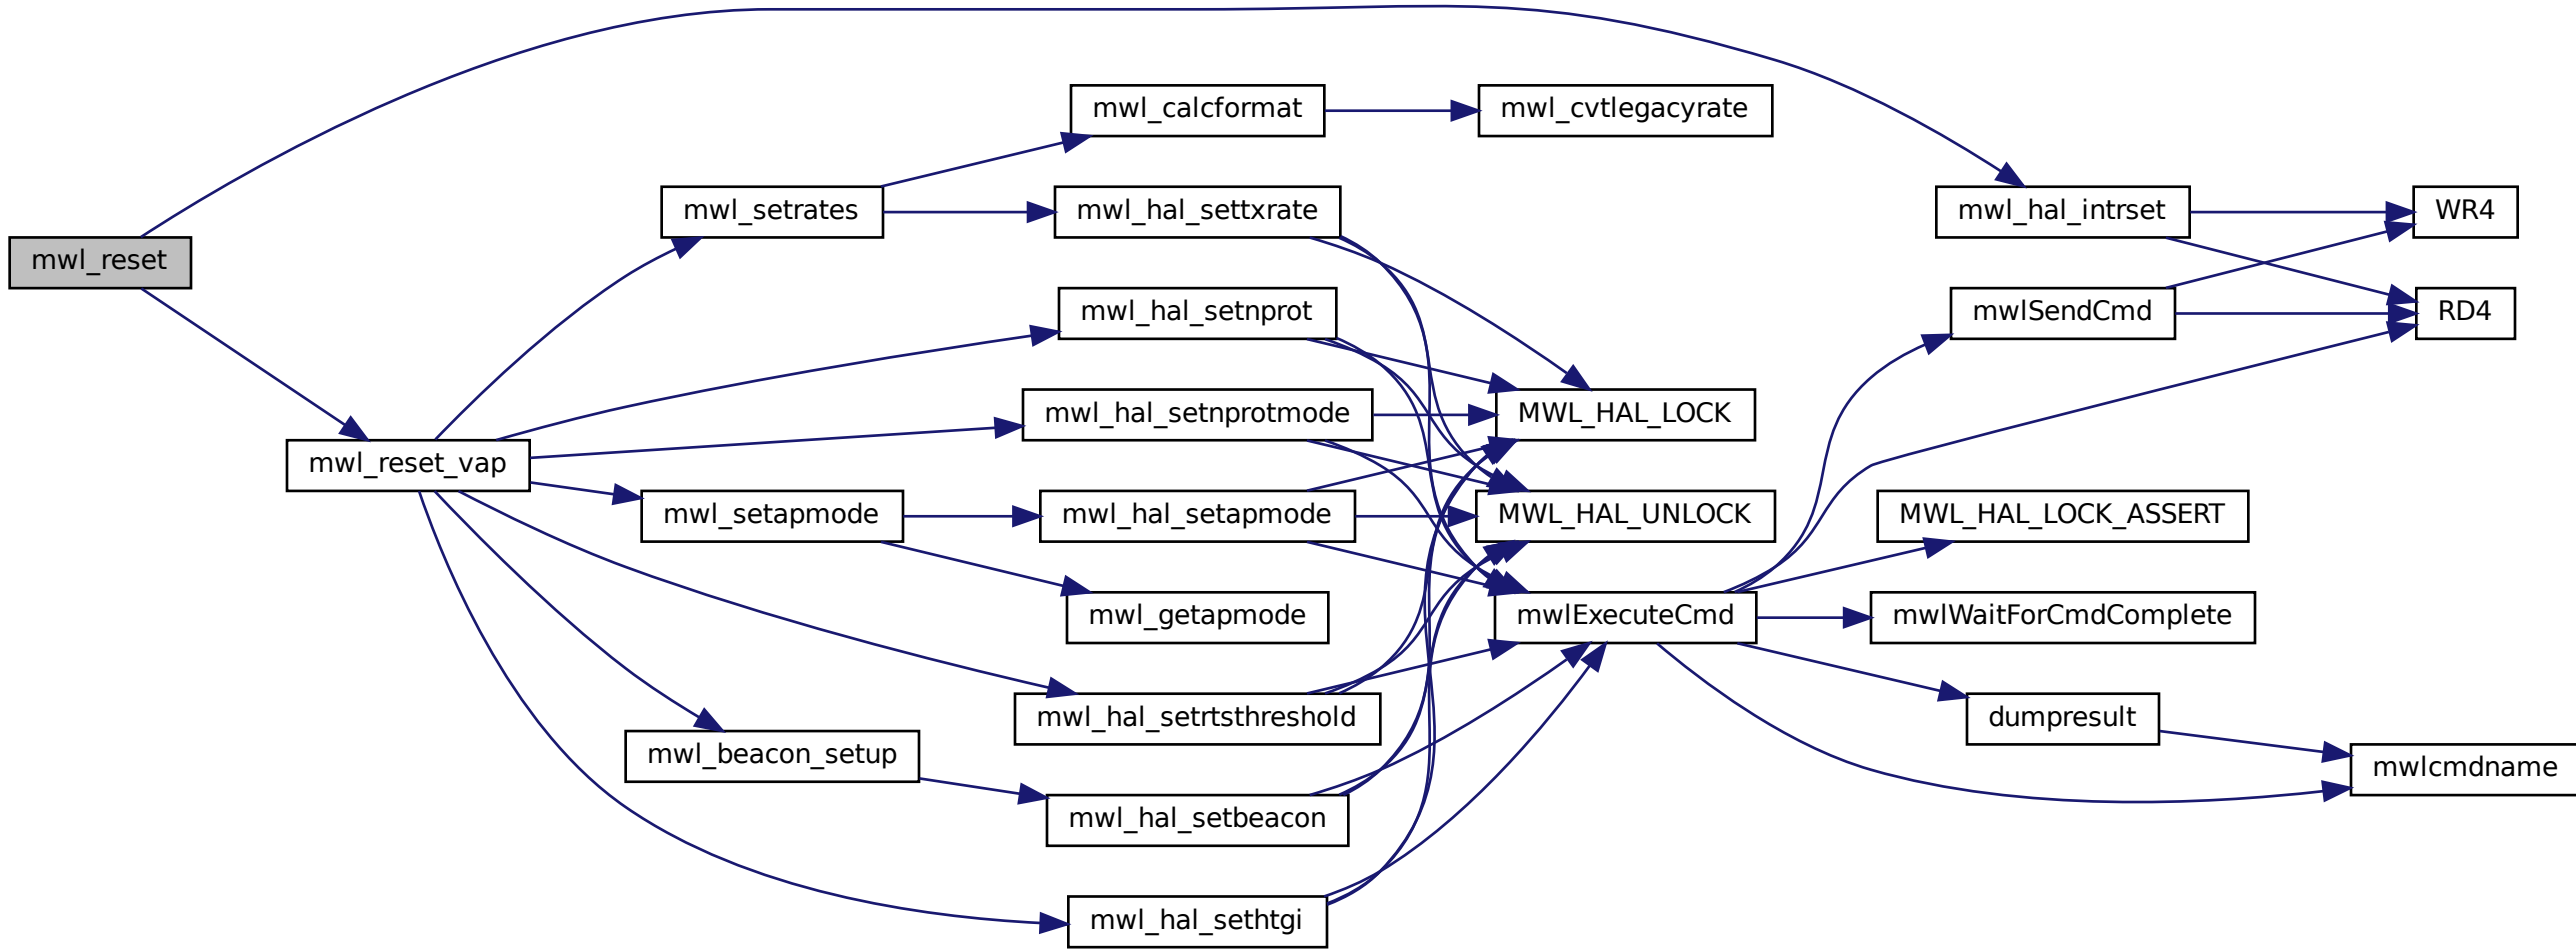 mwl_reset
mwl_reset_vap
mwl_setrates
mwl_setapmode
mwl_beacon_setup
mwl_calcformat
mwl_hal_settxrate
mwl_hal_setnprot
mwl_hal_setnprotmode
mwl_hal_setapmode
mwl_getapmode
mwl_hal_setrtsthreshold
mwl_hal_setbeacon
mwl_hal_sethtgi
mwl_cvtlegacyrate
MWL_HAL_LOCK
MWL_HAL_UNLOCK
mwlExecuteCmd
mwl_hal_intrset
mwlSendCmd
MWL_HAL_LOCK_ASSERT
mwlWaitForCmdComplete
dumpresult
WR4
RD4
mwlcmdname